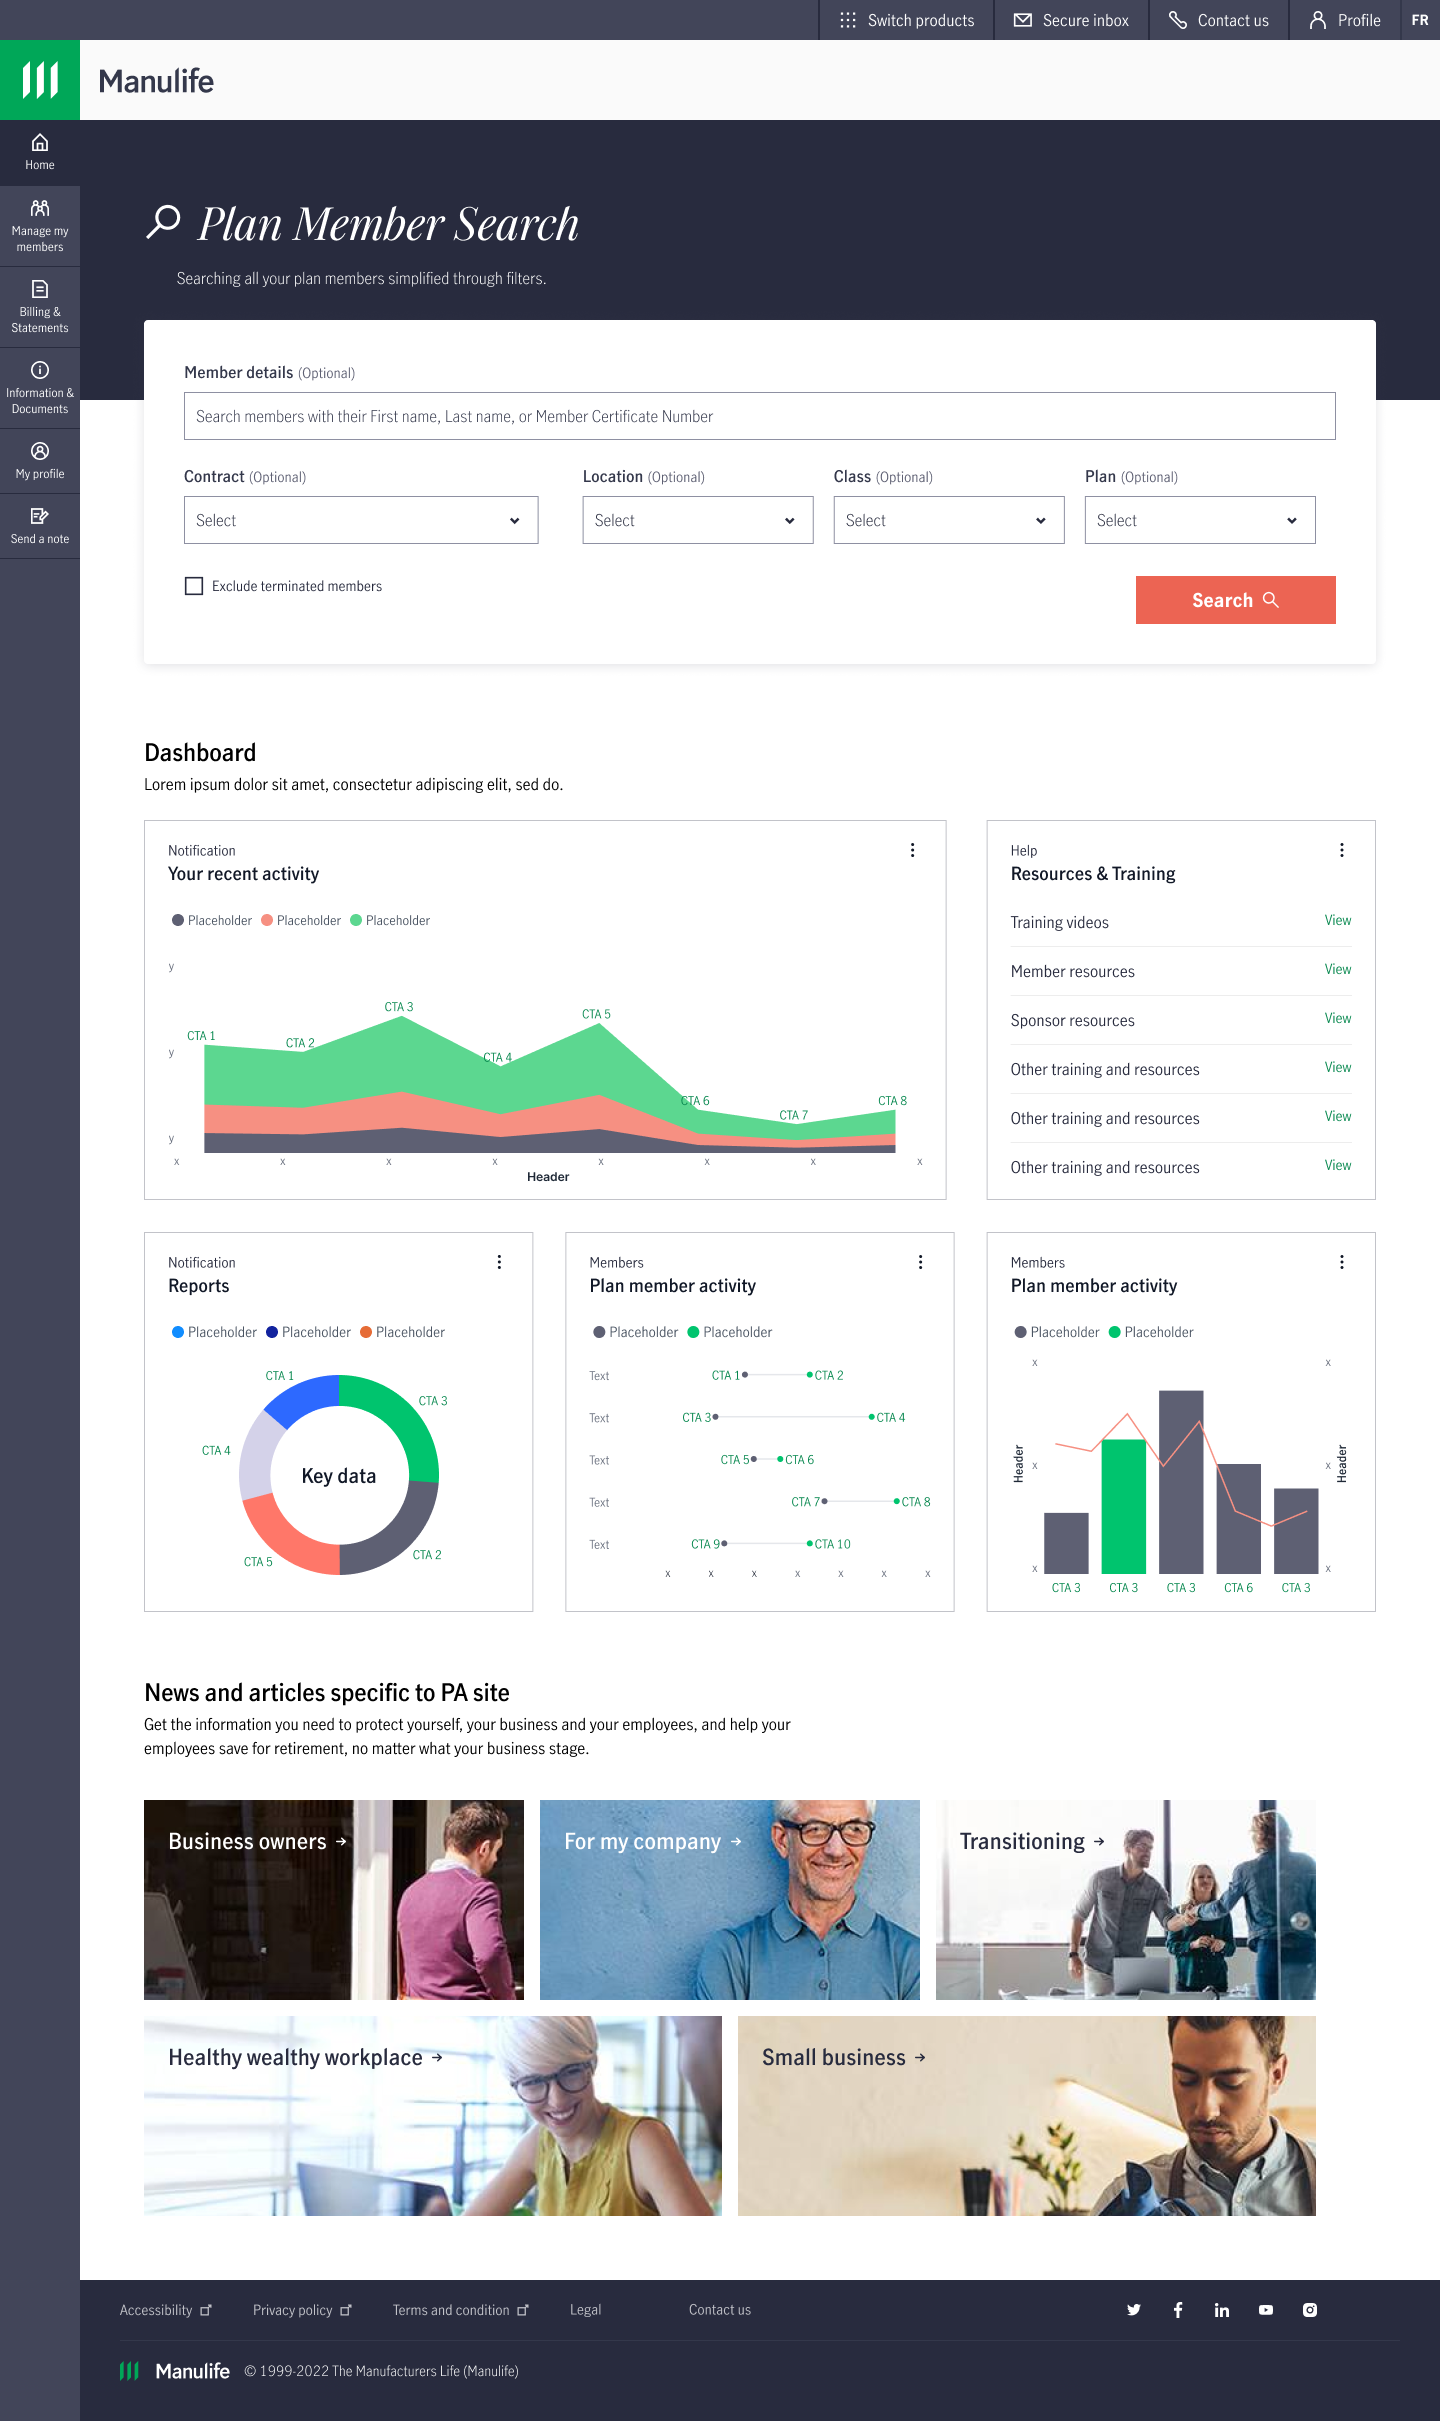 Switch products
Secure inbox
Contact us
Profile
FR
Manulife
Home
Manage my
members
Billing &
Statements
Information &
Documents
My profile
Send a note
Plan Member Search
Searching all your plan members simplified through filters.
Member details (Optional)
Search members with their First name, Last name, or Member Certificate Number
Contract (Optional)
Location (Optional)
Class (Optional)
Plan (Optional)
Select
Select
Select
Select
Exclude terminated members
Search
Dashboard
Lorem ipsum dolor sit amet, consectetur adipiscing elit, sed do.
Notification
Your recent activity
Placeholder Placeholder Placeholder
y
y
y
CTA 1
CTA 2
CTA 3
CTA 4
CTA 5
CTA 6
CTA 7
CTA 8
x x x x x x x x
Header
Help
Resources & Training
Training videos View
Member resources View
Sponsor resources View
Other training and resources View
Other training and resources View
Other training and resources View
Notification
Reports
Placeholder Placeholder Placeholder
CTA 1
CTA 3
CTA 4
Key data
CTA 2
CTA 5
Members
Plan member activity
Placeholder Placeholder
Text CTA 1 CTA 2
Text CTA 3 CTA 4
Text CTA 5 CTA 6
Text CTA 7 CTA 8
Text CTA 9 CTA 10
x x x x x x x
Members
Plan member activity
Placeholder Placeholder
x x
Header x x Header
x x
CTA 3 CTA 3 CTA 3 CTA 6 CTA 3
News and articles specific to PA site
Get the information you need to protect yourself, your business and your employees, and help your
employees save for retirement, no matter what your business stage.
Business owners
For my company
Transitioning
Healthy wealthy workplace
Small business
Accessibility
Privacy policy
Terms and condition
Legal
Contact us
Manulife
© 1999-2022 The Manufacturers Life (Manulife)